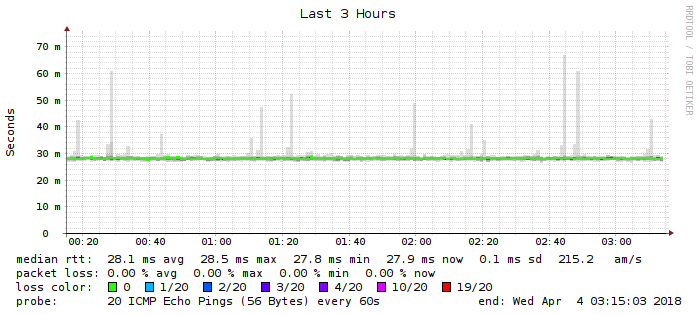 Last 3 Hours
RRDTOOL / TOBI OETIKER
Seconds
70 m
60 m
50 m
40 m
30 m
20 m
10 m
0
00:20 00:40 01:00 01:20 01:40 02:00 02:20 02:40 03:00
median rtt: 28.1 ms avg 28.5 ms max 27.8 ms min 27.9 ms now 0.1 ms sd 215.2 am/s
packet loss: 0.00 % avg 0.00 % max 0.00 % min 0.00 % now
loss color: 0 1/20 2/20 3/20 4/20 10/20 19/20
probe: 20 ICMP Echo Pings (56 Bytes) every 60s end: Wed Apr 4 03:15:03 2018